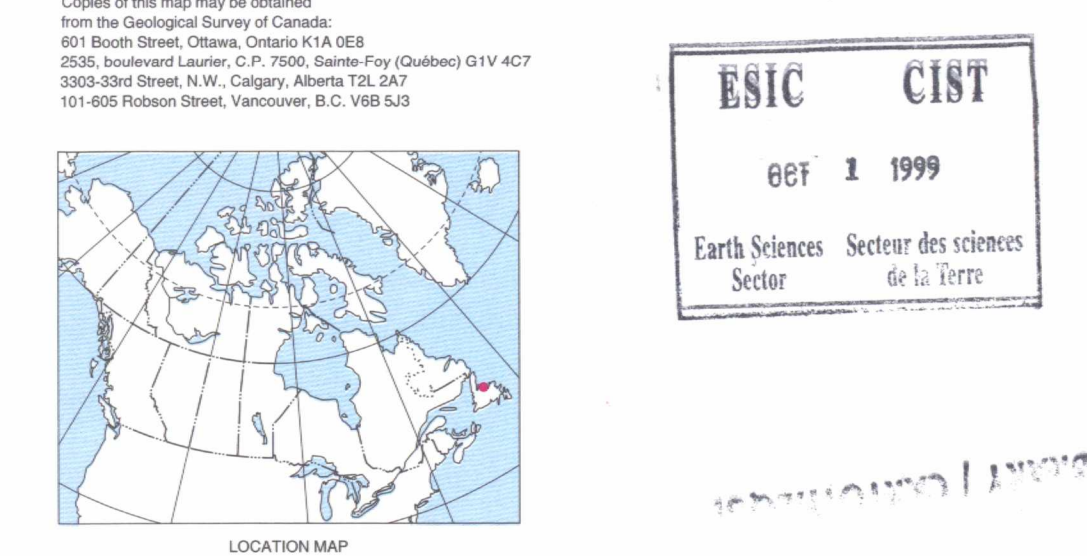 Copies of this map may be obtained
from the Geological Survey of Canada:
601 Booth Street, Ottawa, Ontario K1A 0E8
2535, boulevard Laurier, C.P. 7500, Sainte-Foy (Québec) G1V 4C7
3303-33rd Street, N.W., Calgary, Alberta T2L 2A7
101-605 Robson Street, Vancouver, B.C. V6B 5J3
LOCATION MAP
ESIC CIST
OCT 1 1999
Earth Sciences Secteur des sciences
Sector de la Terre